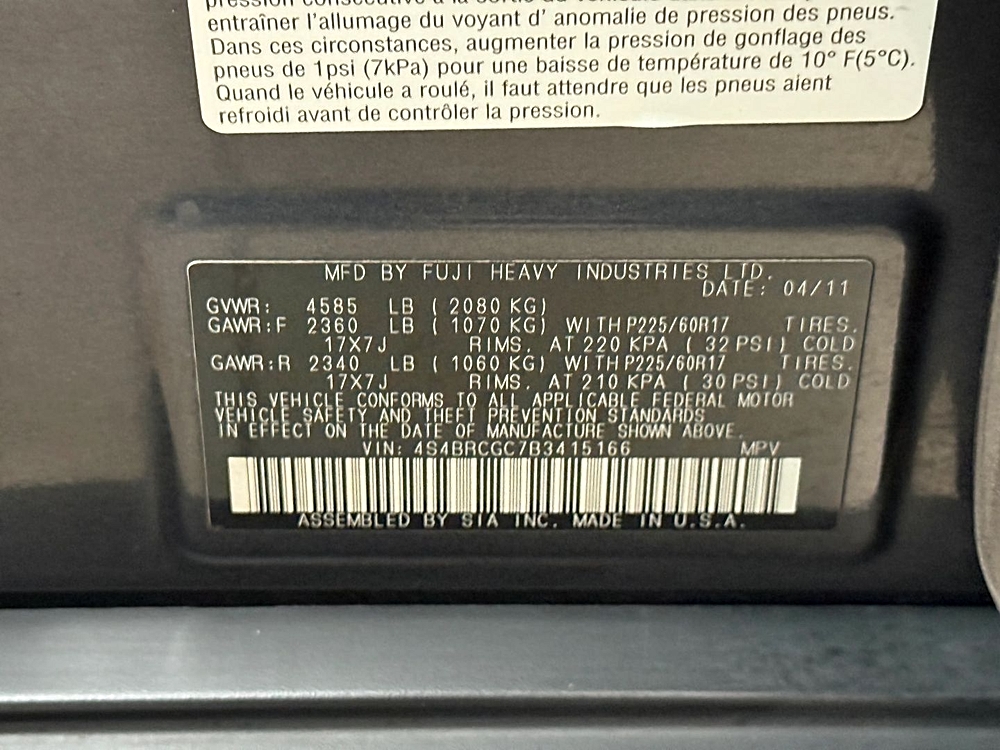 pression consécutive à la sortie du véhicule
entraîner l'allumage du voyant d' anomalie de pression des pneus.
Dans ces circonstances, augmenter la pression de gonflage des
pneus de 1psi (7kPa) pour une baisse de température de 10° F(5°C).
Quand le véhicule a roulé, il faut attendre que les pneus aient
refroidi avant de contrôler la pression.
MFD BY FUJI HEAVY INDUSTRIES LTD.
DATE: 04/11
GVWR: 4585 LB ( 2080 KG)
GAWR:F 2360 LB ( 1070 KG) WITH P225/60R17 TIRES.
17X7J RIMS. AT 220 KPA ( 32 PSI) COLD
GAWR:R 2340 LB ( 1060 KG) WITH P225/60R17 TIRES.
17X7J RIMS. AT 210 KPA ( 30 PSI) COLD
THIS VEHICLE CONFORMS TO ALL APPLICABLE FEDERAL MOTOR
VEHICLE SAFETY AND THEFT PREVENTION STANDARDS
IN EFFECT ON THE DATE OF MANUFACTURE SHOWN ABOVE.
VIN: 4S4BRCGC7B3415166 MPV
ASSEMBLED BY SIA INC. MADE IN U.S.A.